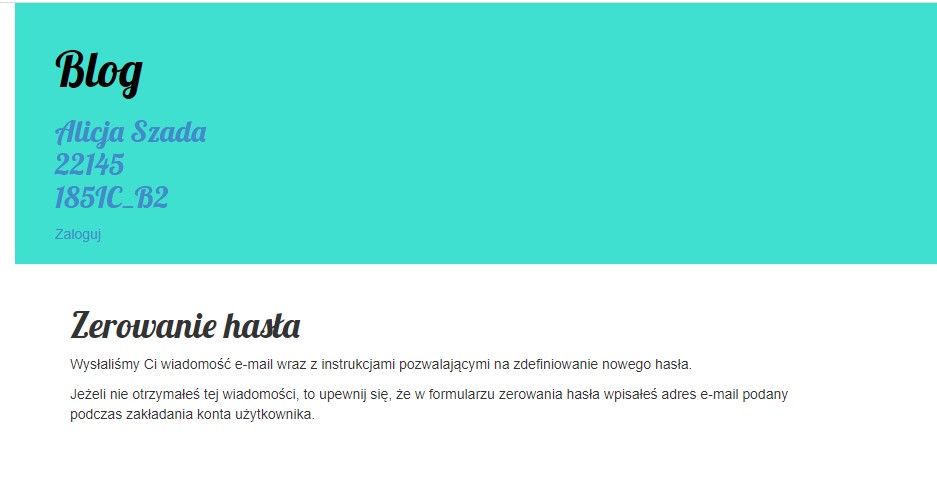 Blog
Alicja Szada
22145
185IC_B2
Zaloguj
Zerowanie hasła
Wysłaliśmy Ci wiadomość e-mail wraz z instrukcjami pozwalającymi na zdefiniowanie nowego hasła.
Jeżeli nie otrzymałeś tej wiadomości, to upewnij się, że w formularzu zerowania hasła wpisałeś adres e-mail podany
podczas zakładania konta użytkownika.